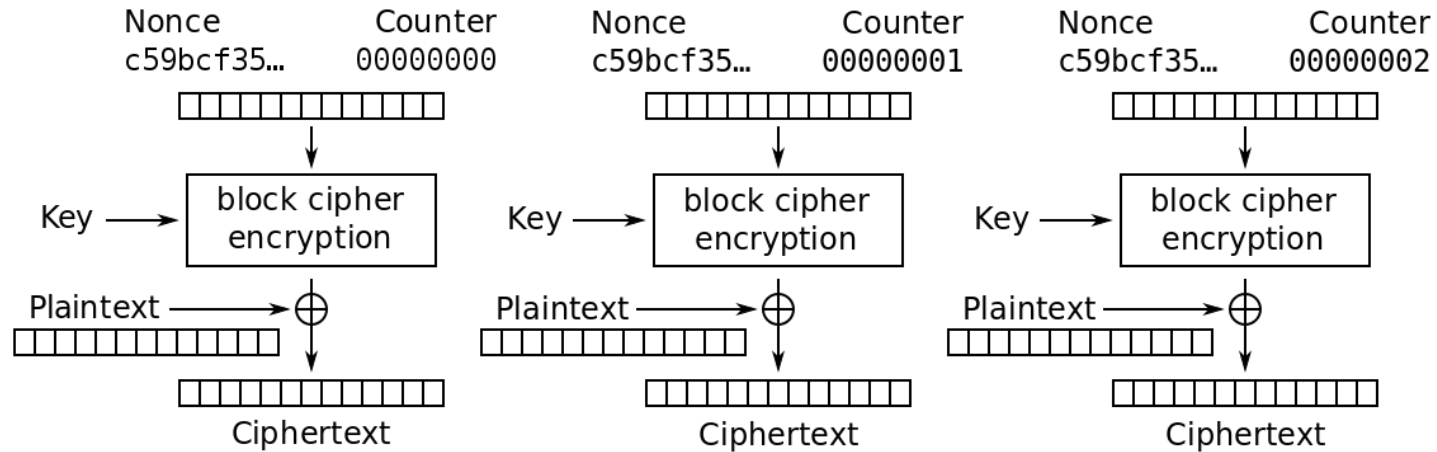 Nonce Counter Nonce Counter Nonce Counter
c59bcf35… 00000000 c59bcf35… 00000001 c59bcf35… 00000002
block cipher block cipher block cipher
Key Key Key
encryption encryption encryption
Plaintext Plaintext Plaintext
Ciphertext Ciphertext Ciphertext